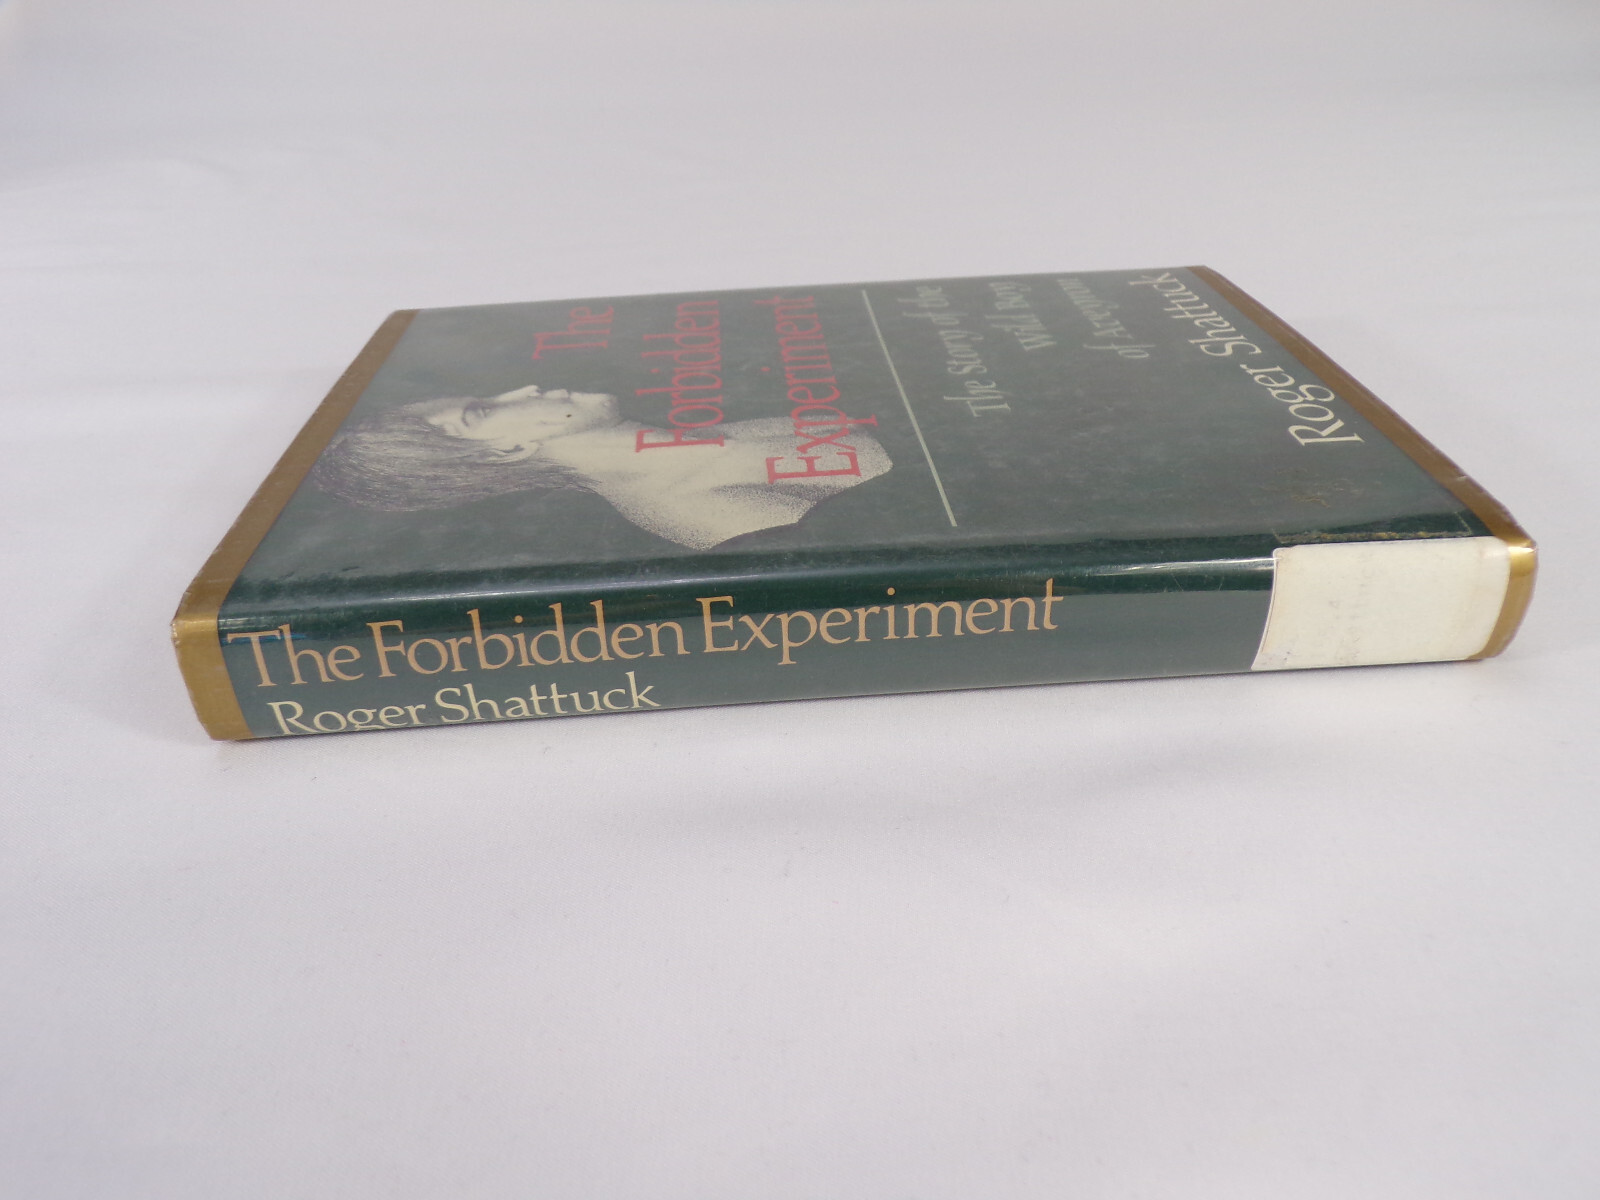 The
Forbidden
Experiment
The Story of the
Wild Boy
of Aveyron
Roger Shattuck
The Forbidden Experiment
Roger Shattuck